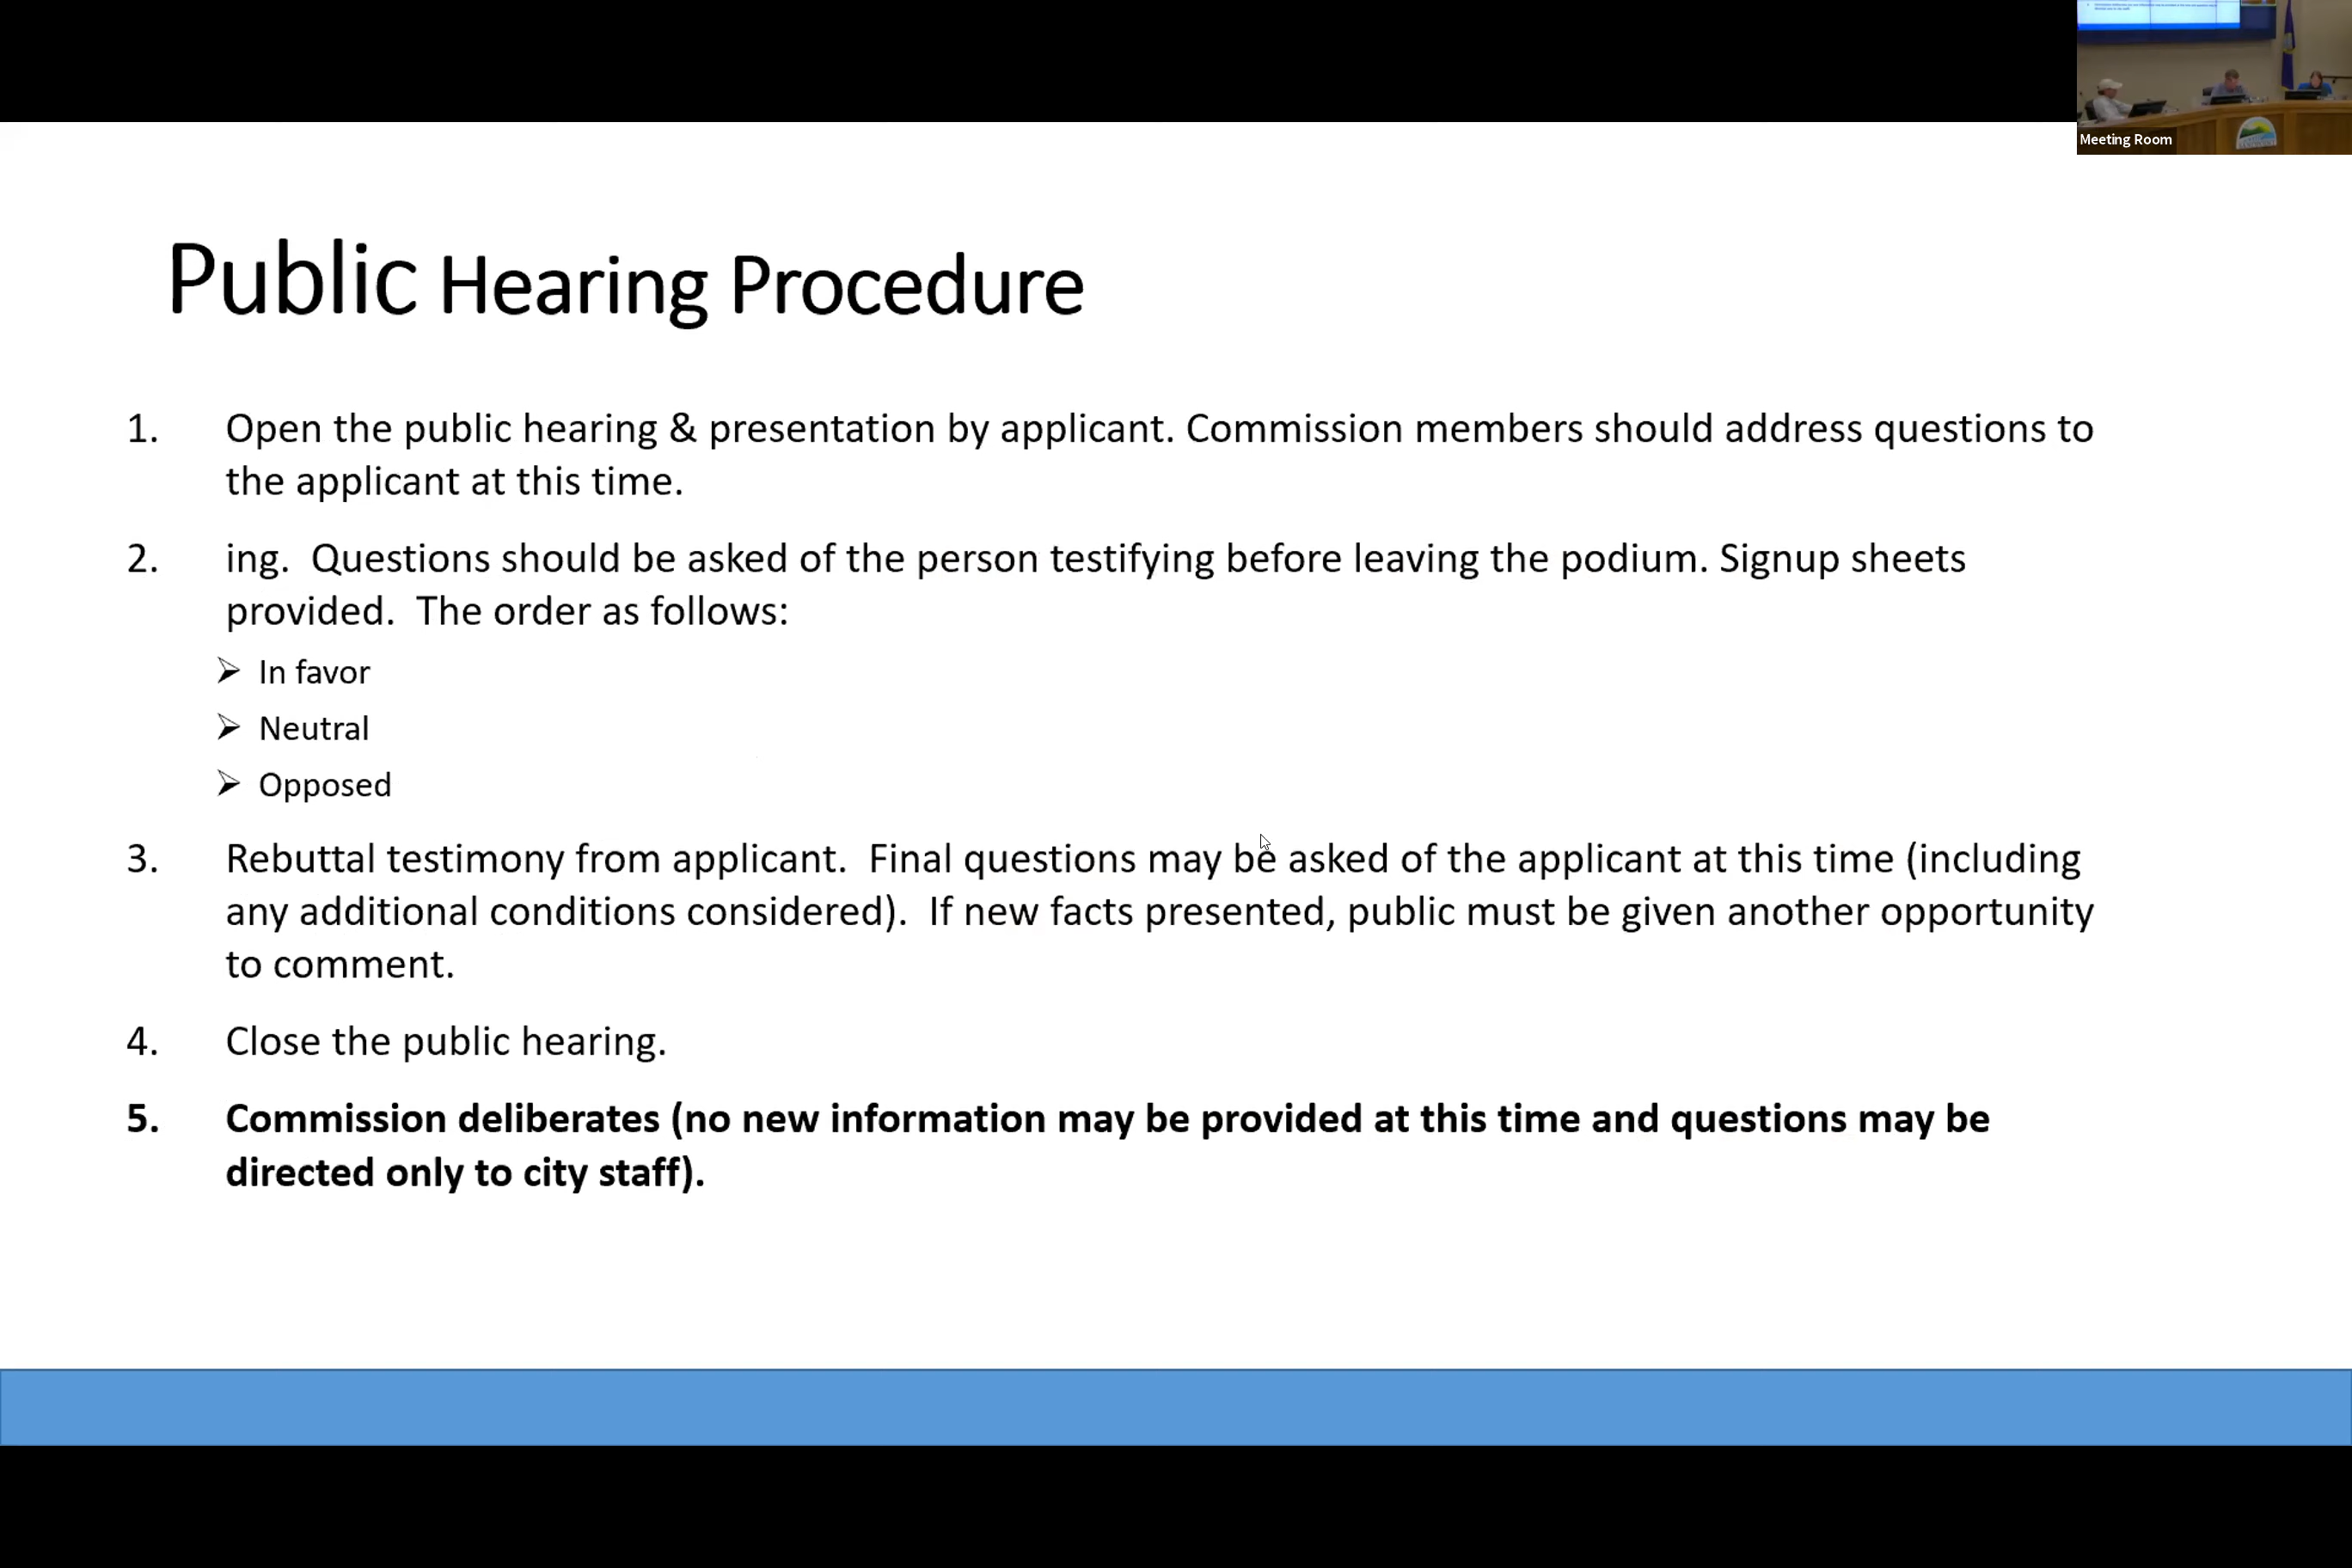 Meeting Room
Public Hearing Procedure
1. Open the public hearing & presentation by applicant. Commission members should address questions to
the applicant at this time.
2. ing.  Questions should be asked of the person testifying before leaving the podium. Signup sheets
provided.  The order as follows:
➢ In favor
➢ Neutral
➢ Opposed
3. Rebuttal testimony from applicant.  Final questions may be asked of the applicant at this time (including
any additional conditions considered).  If new facts presented, public must be given another opportunity
to comment.
4. Close the public hearing.
5. Commission deliberates (no new information may be provided at this time and questions may be
directed only to city staff).